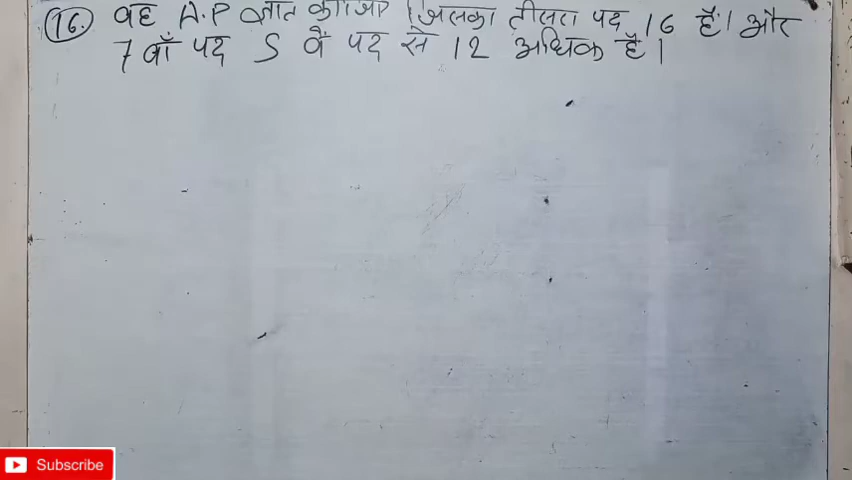 16. वह A.P ज्ञात कीजिए जिसका तीसरा पद 16 है। और
7 वाँ पद 5 वें पद से 12 अधिक है।
Subscribe